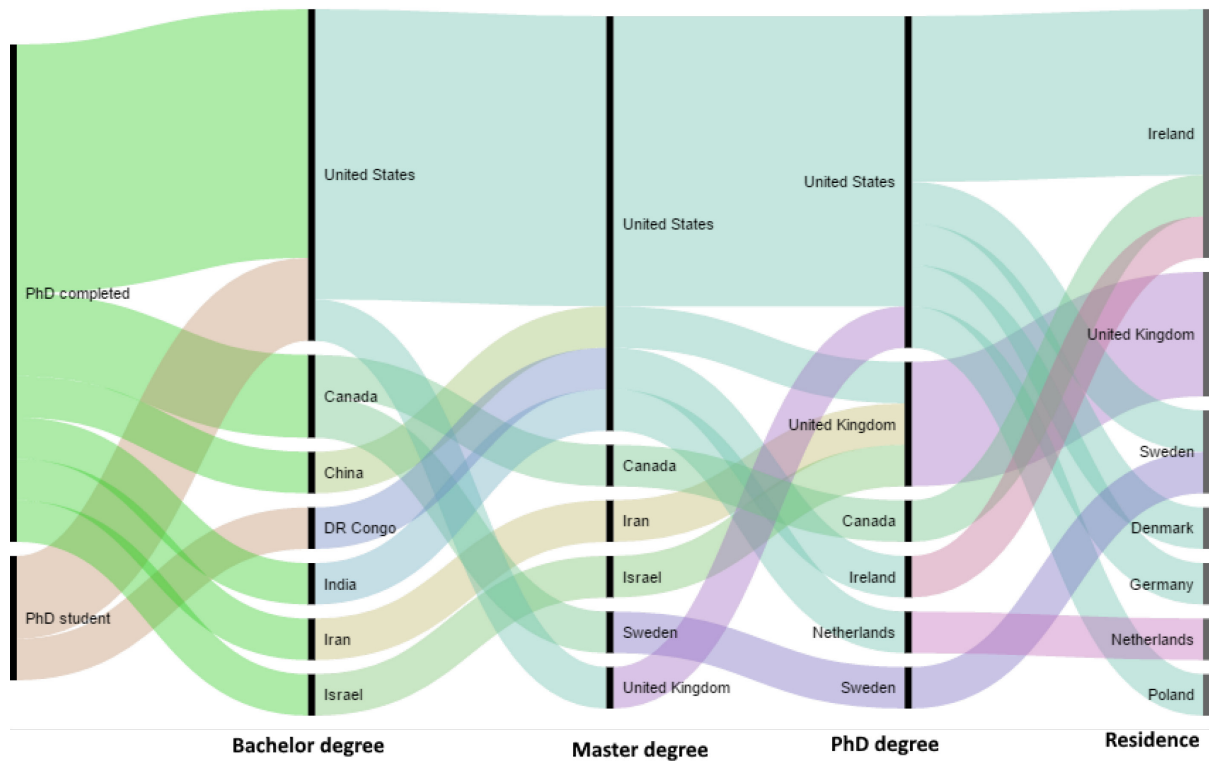 PhD completed
PhD student
United States
Canada
China
DR Congo
India
Iran
Israel
United States
Canada
Iran
Israel
Sweden
United Kingdom
United States
United Kingdom
Canada
Ireland
Netherlands
Sweden
Ireland
United Kingdom
Sweden
Denmark
Germany
Netherlands
Poland
Bachelor degree
Master degree
PhD degree
Residence